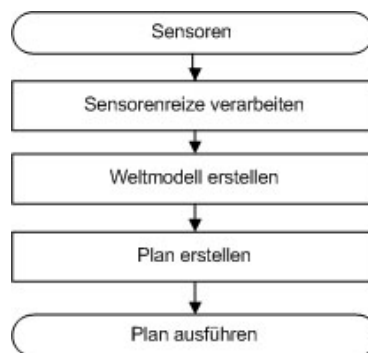 Sensoren
Sensorenreize verarbeiten
Weltmodell erstellen
Plan erstellen
Plan ausführen